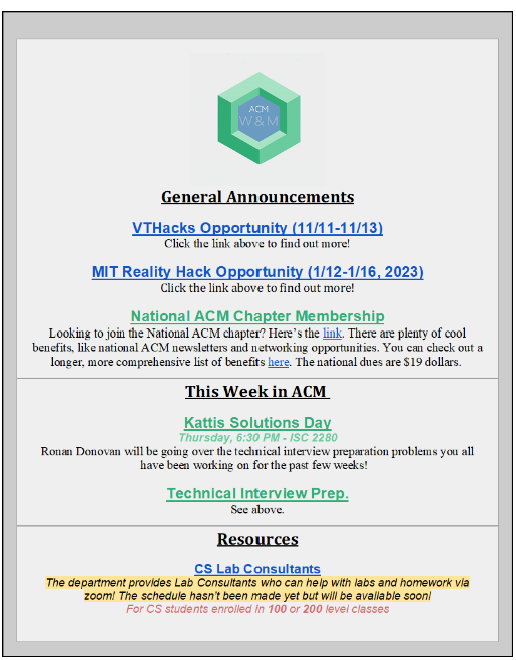 ACM
W&M
General Announcements
VTHacks Opportunity (11/11-11/13)
Click the link above to find out more!
MIT Reality Hack Opportunity (1/12-1/16, 2023)
Click the link above to find out more!
National ACM Chapter Membership
Looking to join the National ACM chapter? Here's the link. There are plenty of cool
benefits, like national ACM newsletters and networking opportunities. You can check out a
longer, more comprehensive list of benefits here. The national dues are $19 dollars.
This Week in ACM
Kattis Solutions Day
Thursday, 6:30 PM - ISC 2280
Ronan Donovan will be going over the technical interview preparation problems you all
have been working on for the past few weeks!
Technical Interview Prep.
See above.
Resources
CS Lab Consultants
The department provides Lab Consultants who can help with labs and homework via
zoom! The schedule hasn't been made yet but will be available soon!
For CS students enrolled in 100 or 200 level classes